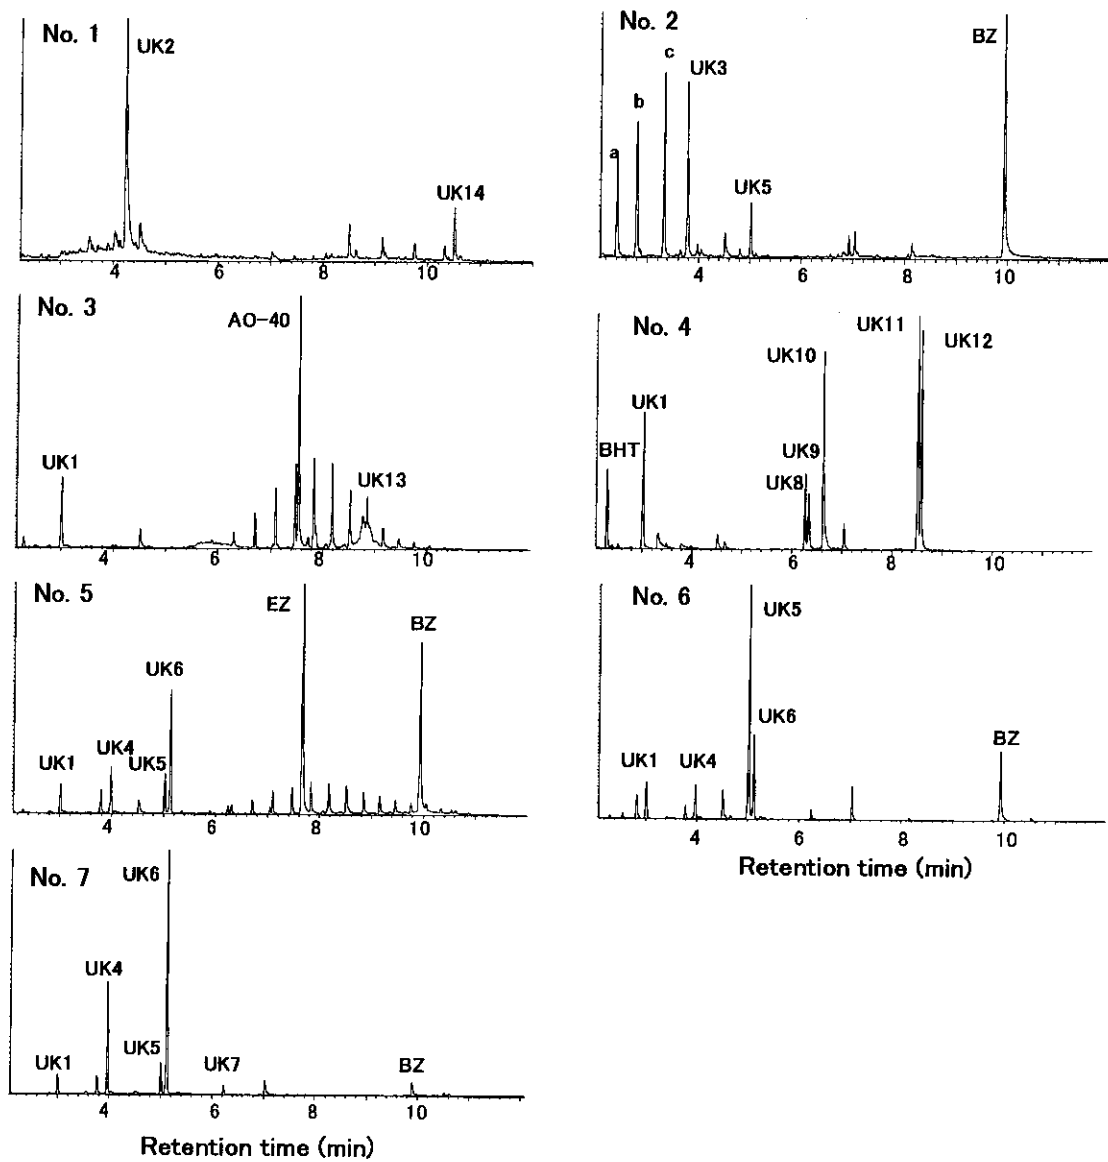 No. 1
UK2
UK14
4 6 8 10
No. 2
a
b
c
UK3
UK5
BZ
4 6 8 10
No. 3
UK1
AO-40
UK13
4 6 8 10
No. 4
BHT
UK1
UK8
UK9
UK10
UK11
UK12
4 6 8 10
No. 5
UK1
UK4
UK5
UK6
EZ
BZ
4 6 8 10
No. 6
UK1
UK4
UK5
UK6
BZ
4 6 8 10
Retention time (min)
No. 7
UK1
UK4
UK5
UK6
UK7
BZ
4 6 8 10
Retention time (min)